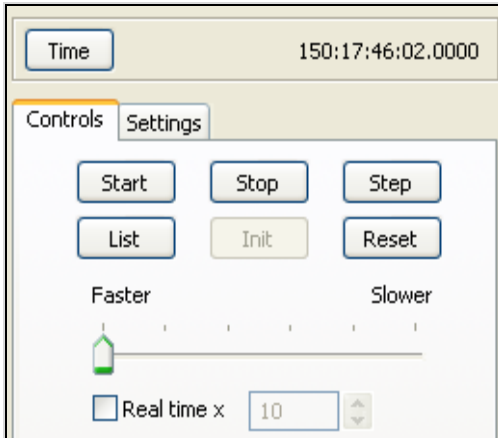 Time 150:17:46:02.0000
Controls Settings
Start Stop Step
List Init Reset
Faster Slower
Real time x 10